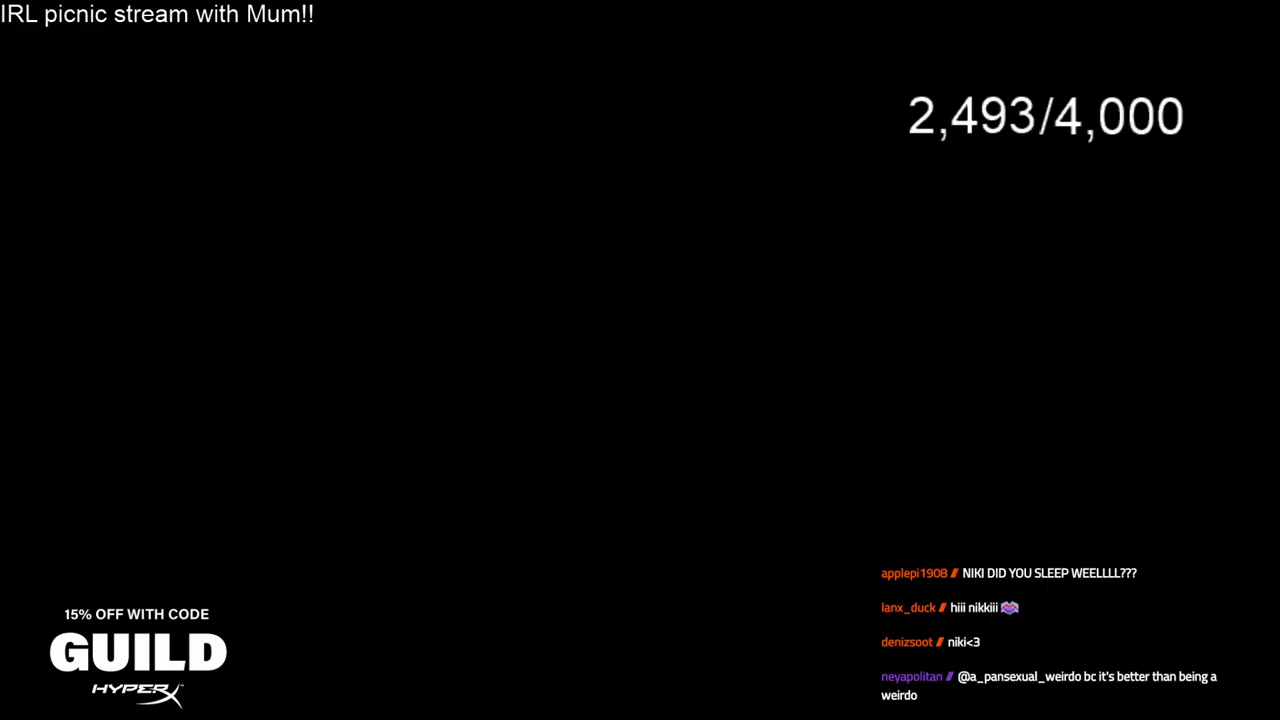 IRL picnic stream with Mum!!
2,493/4,000
applepi1908 // NIKI DID YOU SLEEP WEELLLL???
lanx_duck // hiii nikkiii
denizsoot // niki<3
neyapolitan // @a_pansexual_weirdo bc it's better than being a
weirdo
15% OFF WITH CODE
GUILD
HYPERX